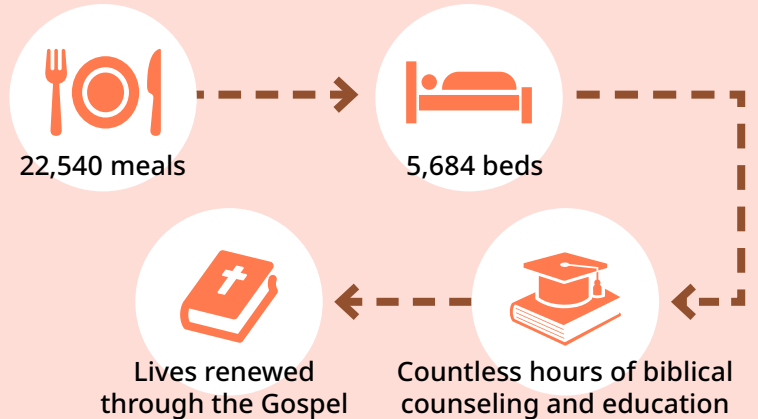 22,540 meals
5,684 beds
Countless hours of biblical
counseling and education
Lives renewed
through the Gospel